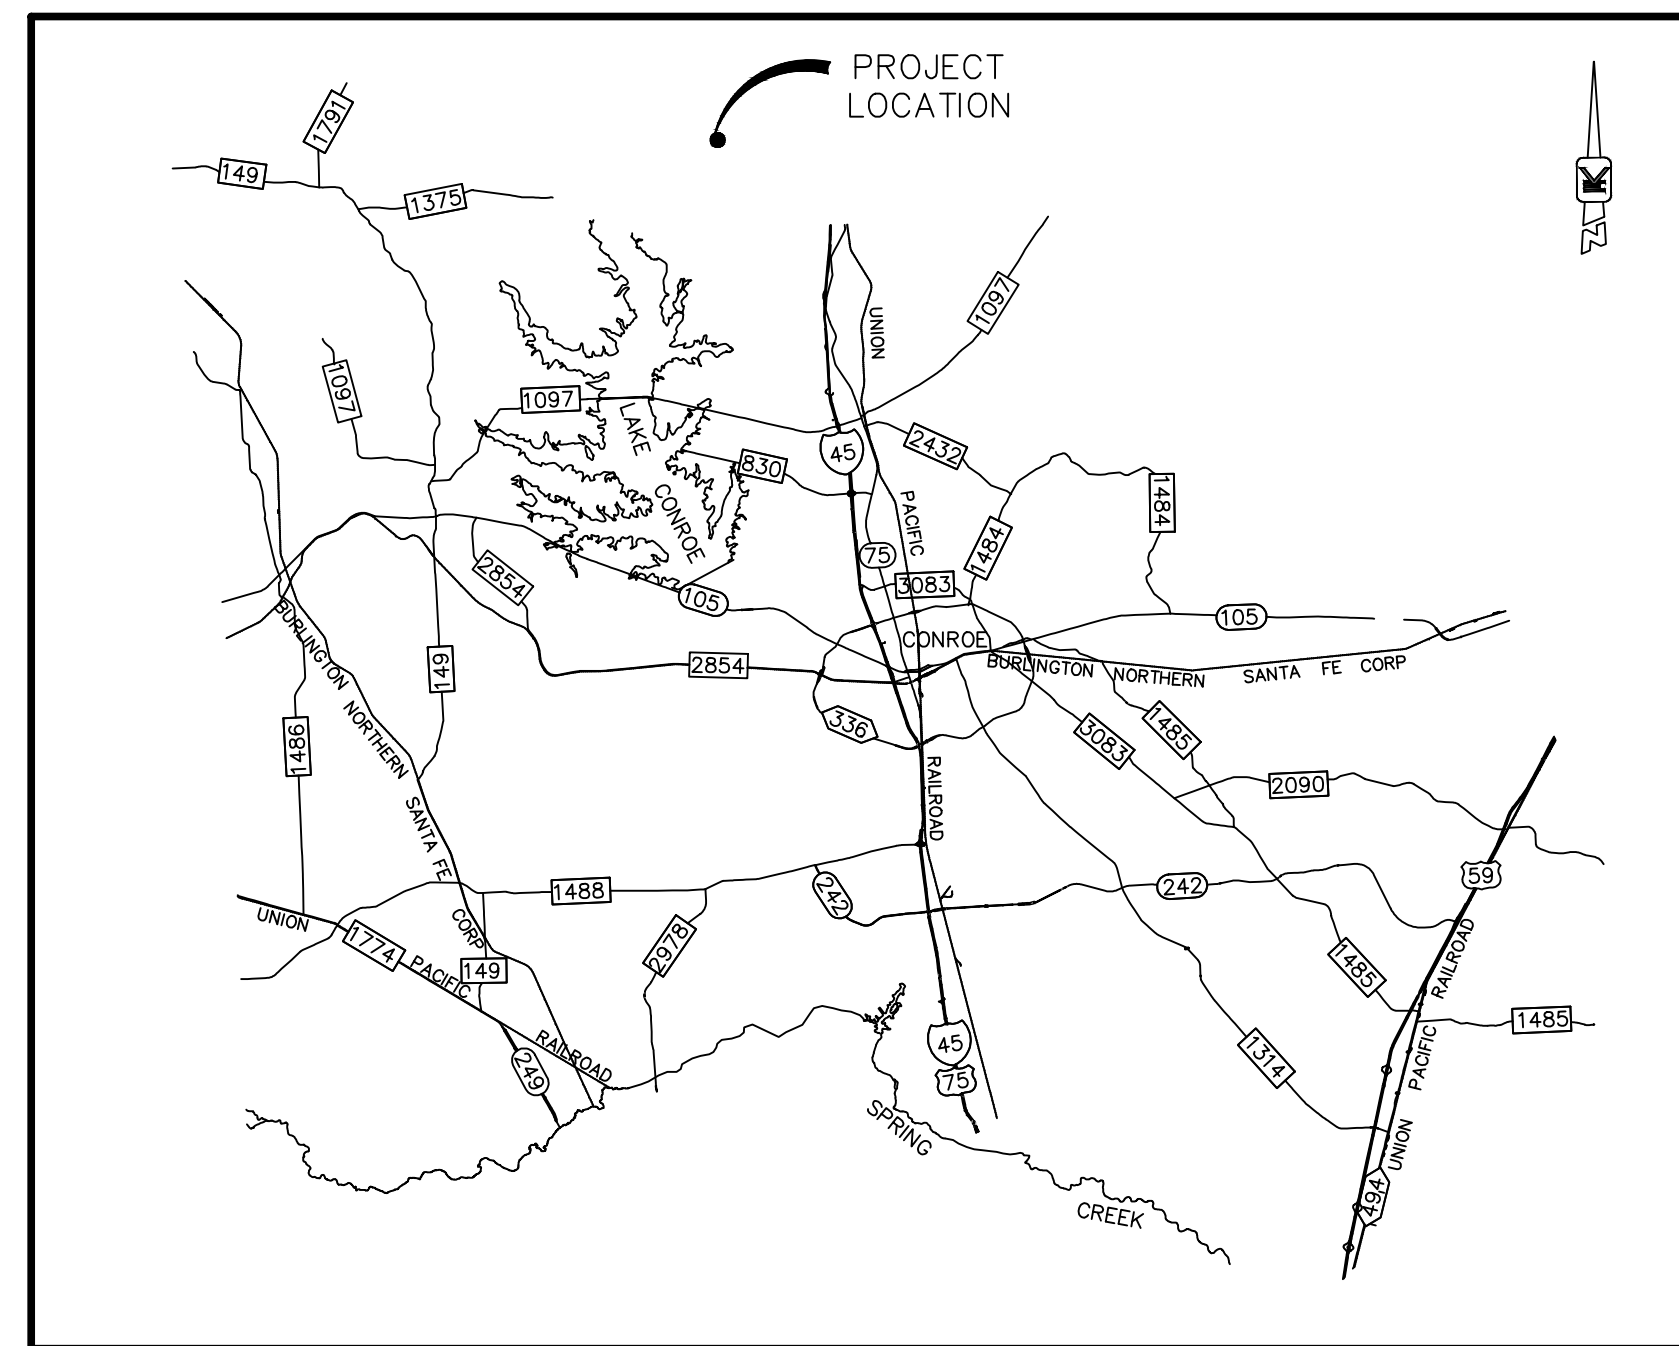 PROJECT
LOCATION
1791
149
1375
N
1097
UNION
1097
1097
LAKE
2432
45
830
1484
CONROE
PACIFIC
1484
75
2854
3083
105
105
BURLINGTON
CONROE
149
2854
BURLINGTON NORTHERN SANTA FE CORP
336
1485
3083
1486
NORTHERN
RAILROAD
2090
SANTA FE
59
242
242
1488
UNION
1774
CORP
2978
PACIFIC
149
RAILROAD
1485
1485
45
RAILROAD
249
75
1314
PACIFIC
SPRING
UNION
494
CREEK